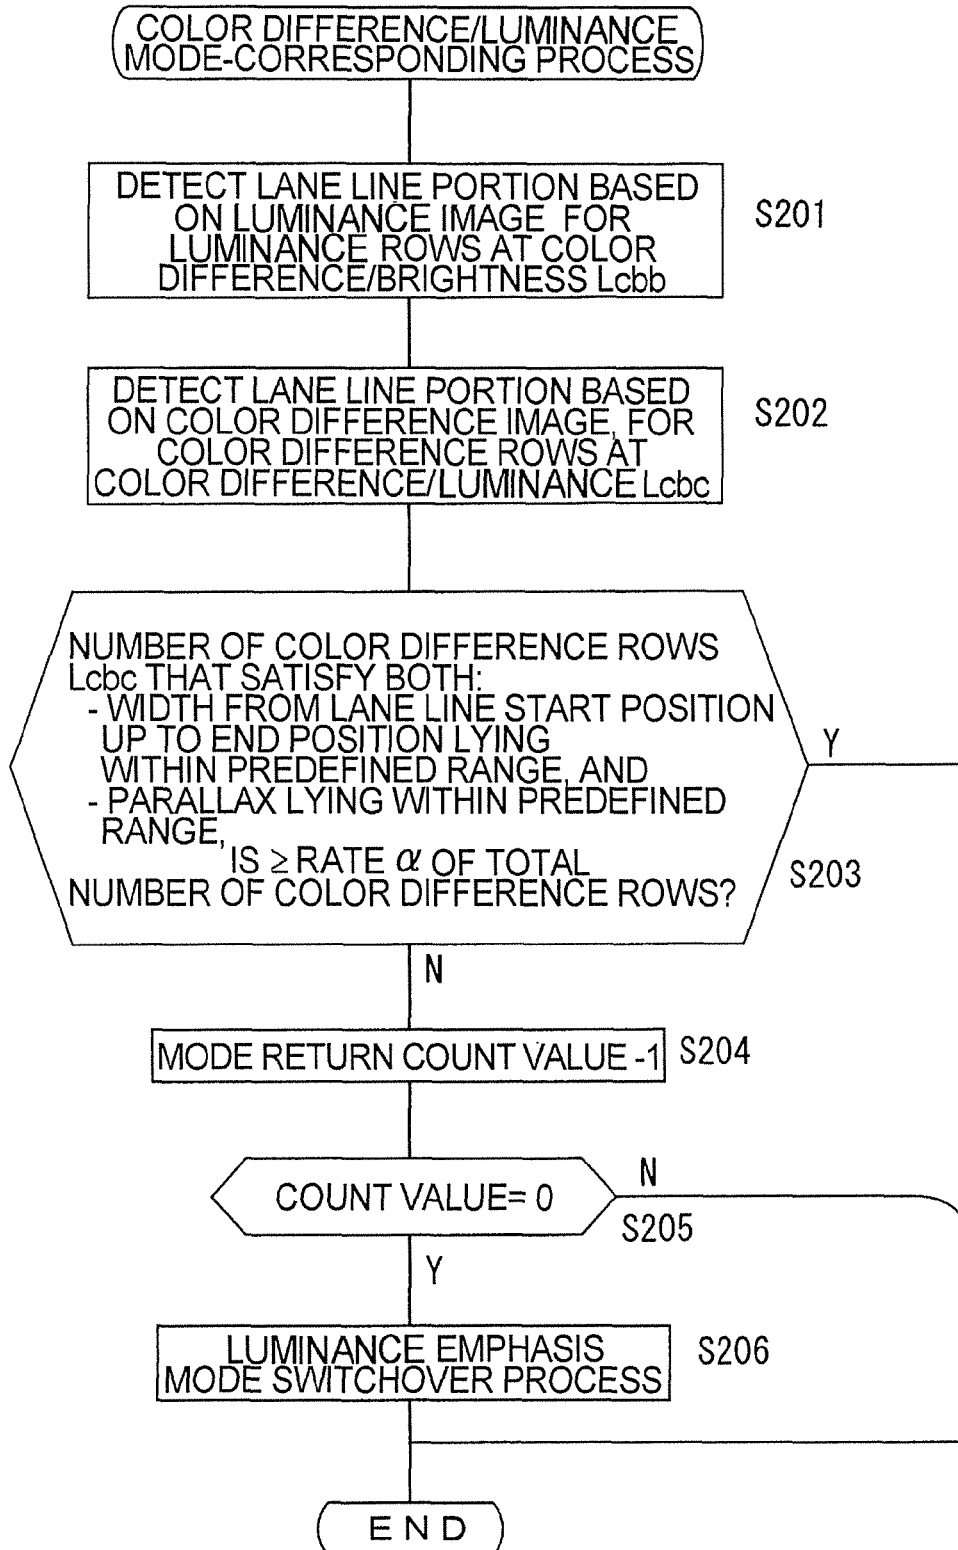 COLOR DIFFERENCE/LUMINANCE
MODE-CORRESPONDING PROCESS
DETECT LANE LINE PORTION BASED
ON LUMINANCE IMAGE FOR
LUMINANCE ROWS AT COLOR
DIFFERENCE/BRIGHTNESS Lcbb
S201
DETECT LANE LINE PORTION BASED
ON COLOR DIFFERENCE IMAGE, FOR
COLOR DIFFERENCE ROWS AT
COLOR DIFFERENCE/LUMINANCE Lcbc
S202
NUMBER OF COLOR DIFFERENCE ROWS
Lcbc THAT SATISFY BOTH:
- WIDTH FROM LANE LINE START POSITION
UP TO END POSITION LYING
WITHIN PREDEFINED RANGE, AND
- PARALLAX LYING WITHIN PREDEFINED
RANGE,
IS ≥ RATE α OF TOTAL
NUMBER OF COLOR DIFFERENCE ROWS?
Y
S203
N
MODE RETURN COUNT VALUE -1
S204
COUNT VALUE= 0
N
S205
Y
LUMINANCE EMPHASIS
MODE SWITCHOVER PROCESS
S206
END